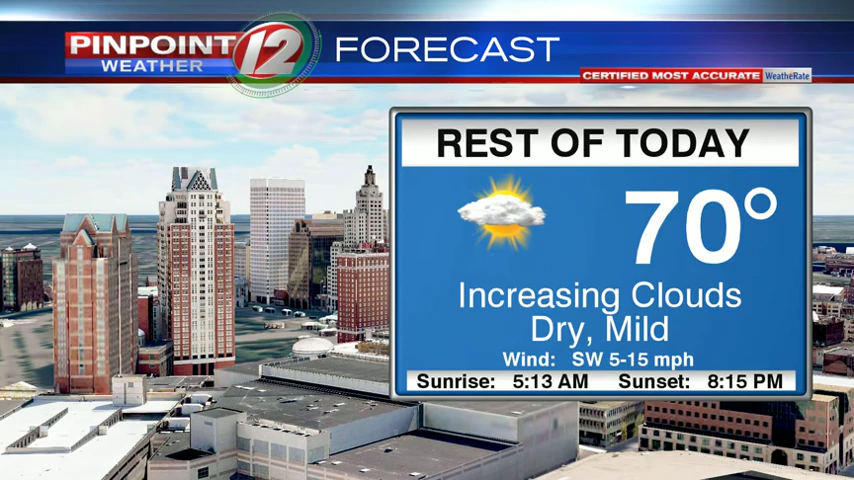 PINPOINT 12 FORECAST
WEATHER
CERTIFIED MOST ACCURATE WeatheRate
REST OF TODAY
70°
Increasing Clouds
Dry, Mild
Wind: SW 5-15 mph
Sunrise: 5:13 AM Sunset: 8:15 PM